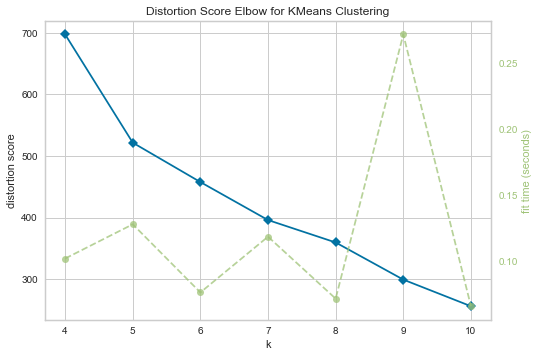 Distortion Score Elbow for KMeans Clustering
700
600
500
400
300
distortion score
0.25
0.20
0.15
0.10
fit time (seconds)
4 5 6 7 8 9 10
k